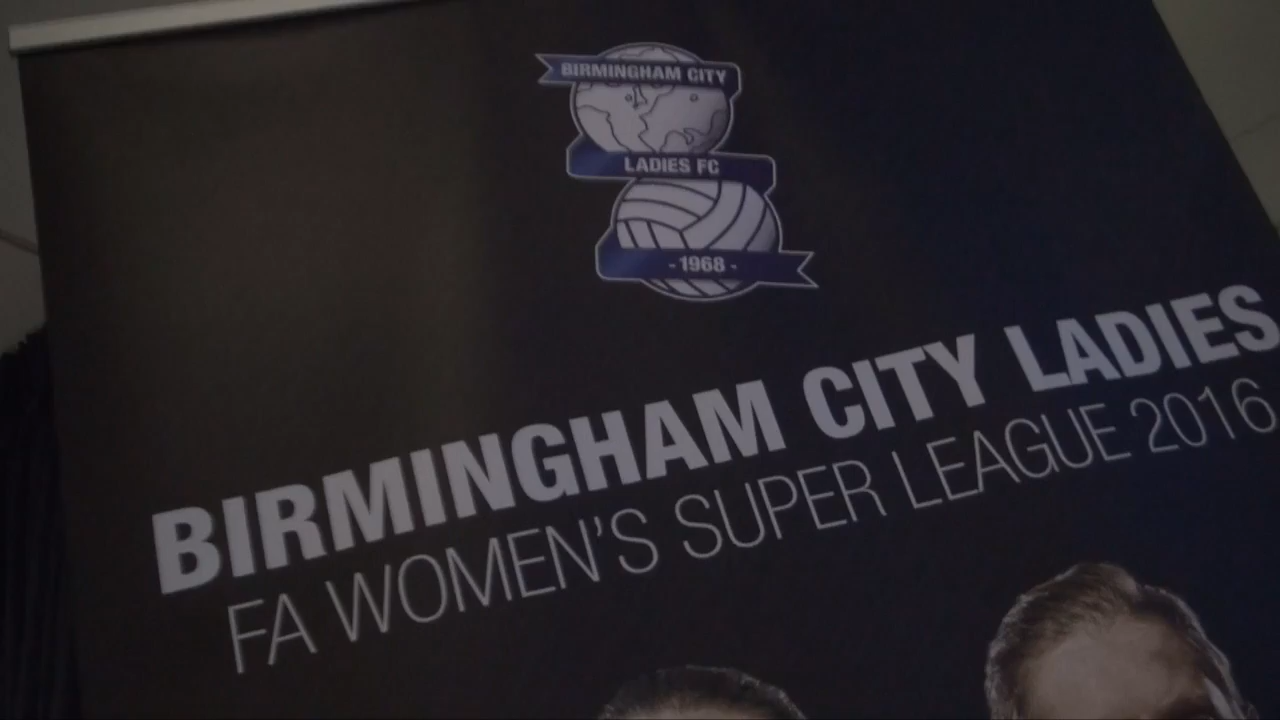 BIRMINGHAM CITY
LADIES FC
- 1968 -
BIRMINGHAM CITY LADIES
FA WOMEN'S SUPER LEAGUE 2016